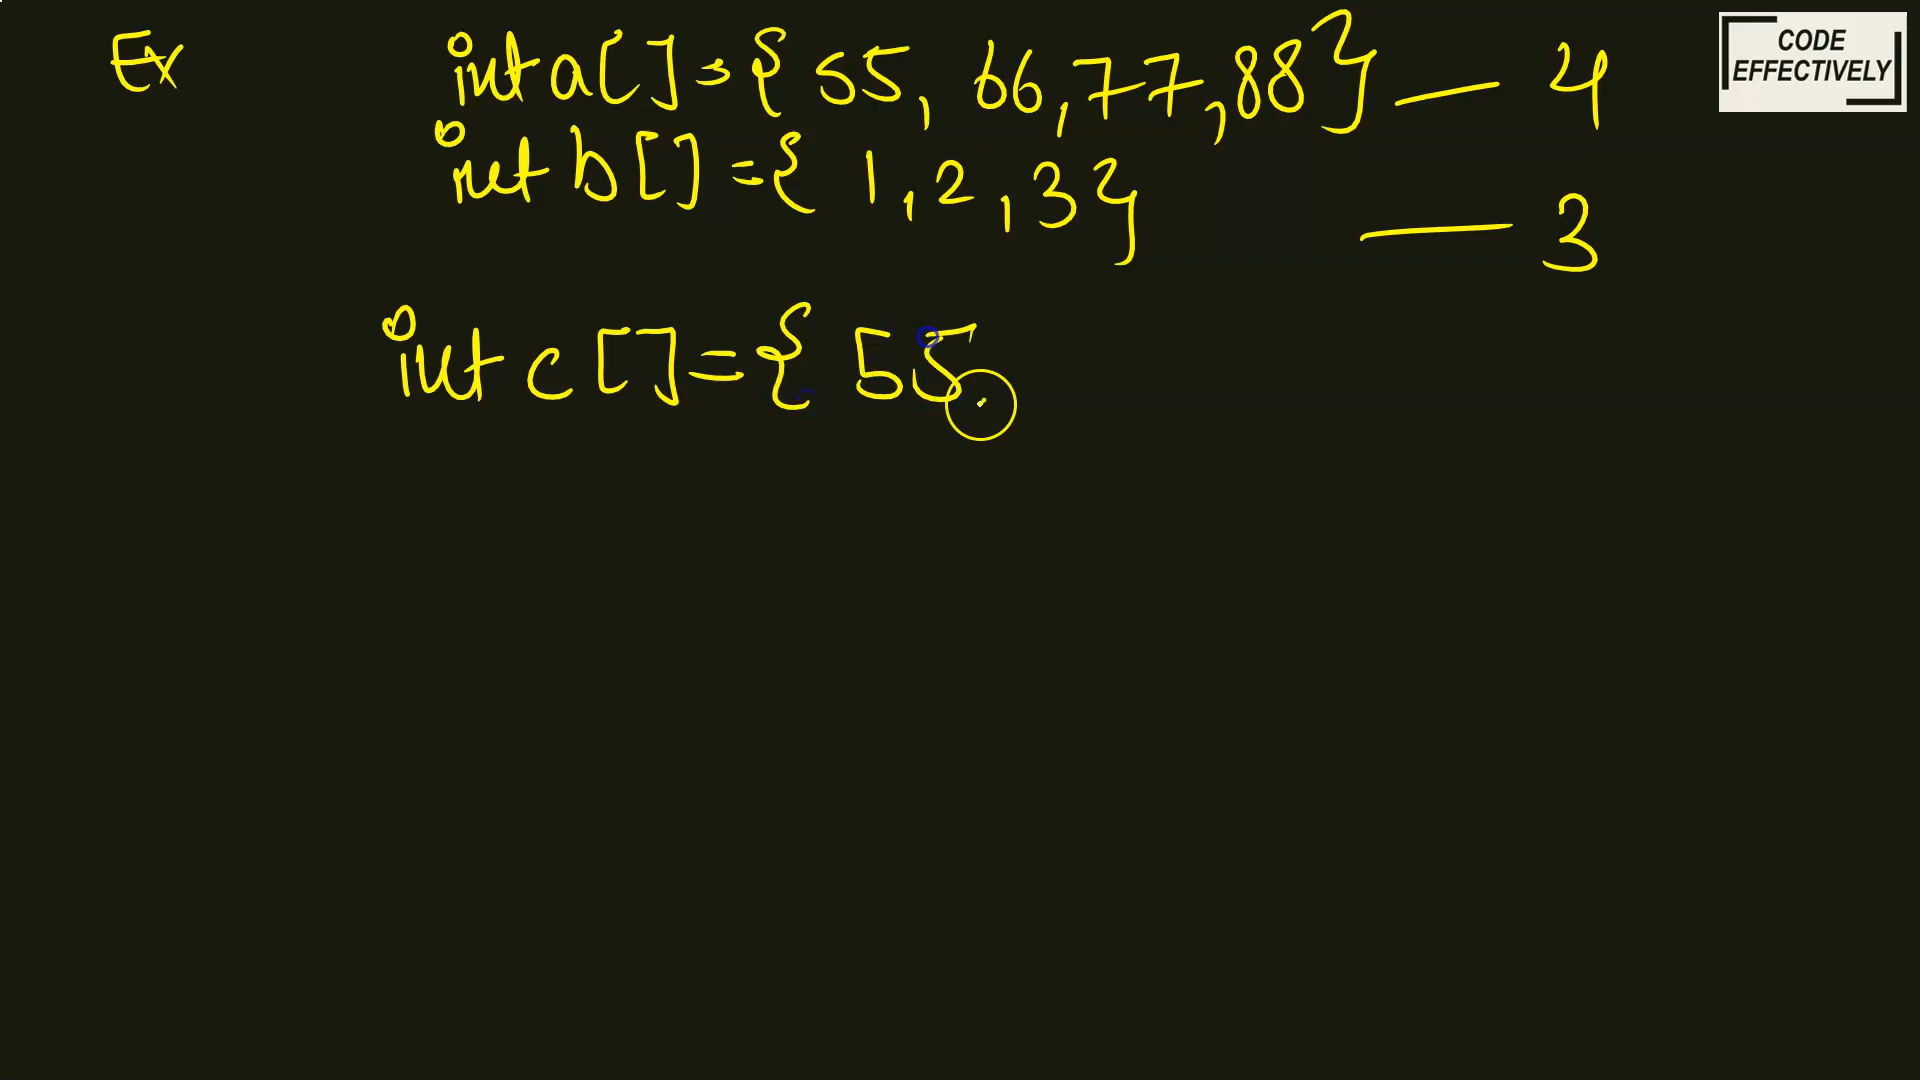 Ex int a[] = { 55, 66, 77, 88} — 4
int b[] = { 1, 2, 3} — 3
int c[] = { 55
CODE
EFFECTIVELY